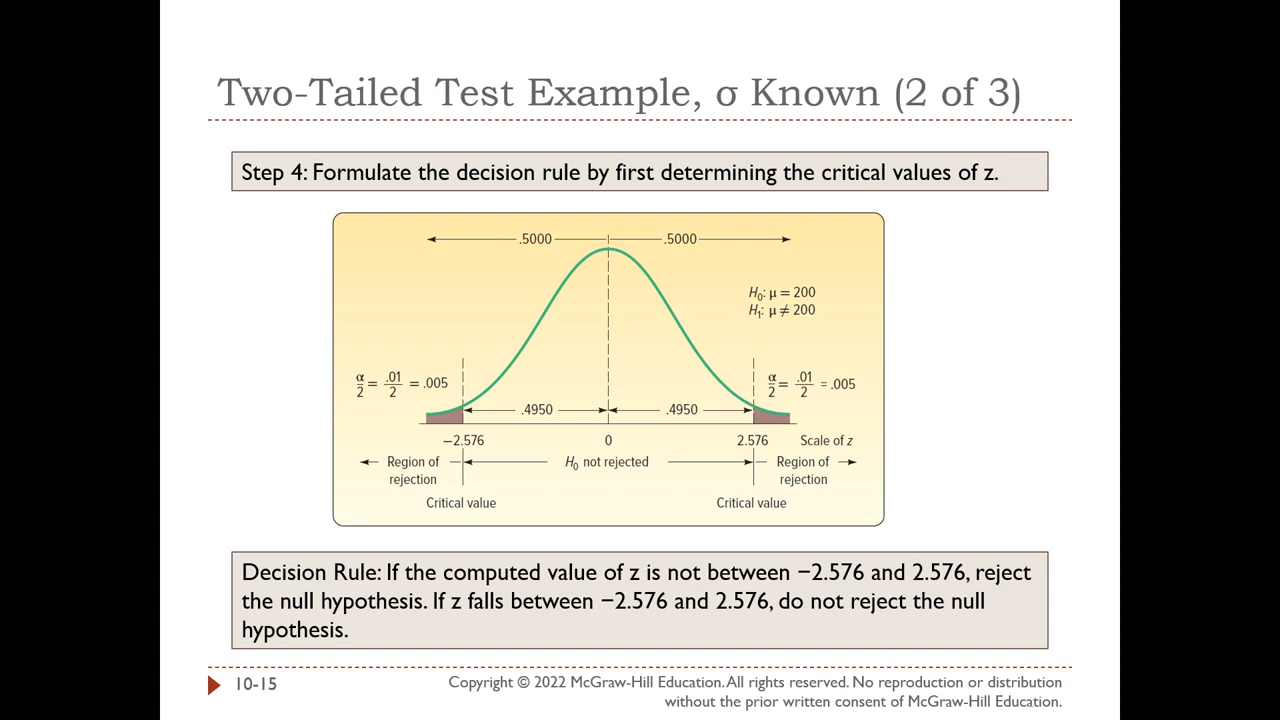 Two-Tailed Test Example, σ Known (2 of 3)
Step 4: Formulate the decision rule by first determining the critical values of z.
.5000 .5000
H₀: μ = 200
H₁: μ ≠ 200
α/2 = .01/2 = .005 α/2 = .01/2 = .005
.4950 .4950
−2.576 0 2.576 Scale of z
Region of rejection H₀ not rejected Region of rejection
Critical value Critical value
Decision Rule: If the computed value of z is not between −2.576 and 2.576, reject
the null hypothesis. If z falls between −2.576 and 2.576, do not reject the null
hypothesis.
10-15
Copyright © 2022 McGraw-Hill Education. All rights reserved. No reproduction or distribution
without the prior written consent of McGraw-Hill Education.